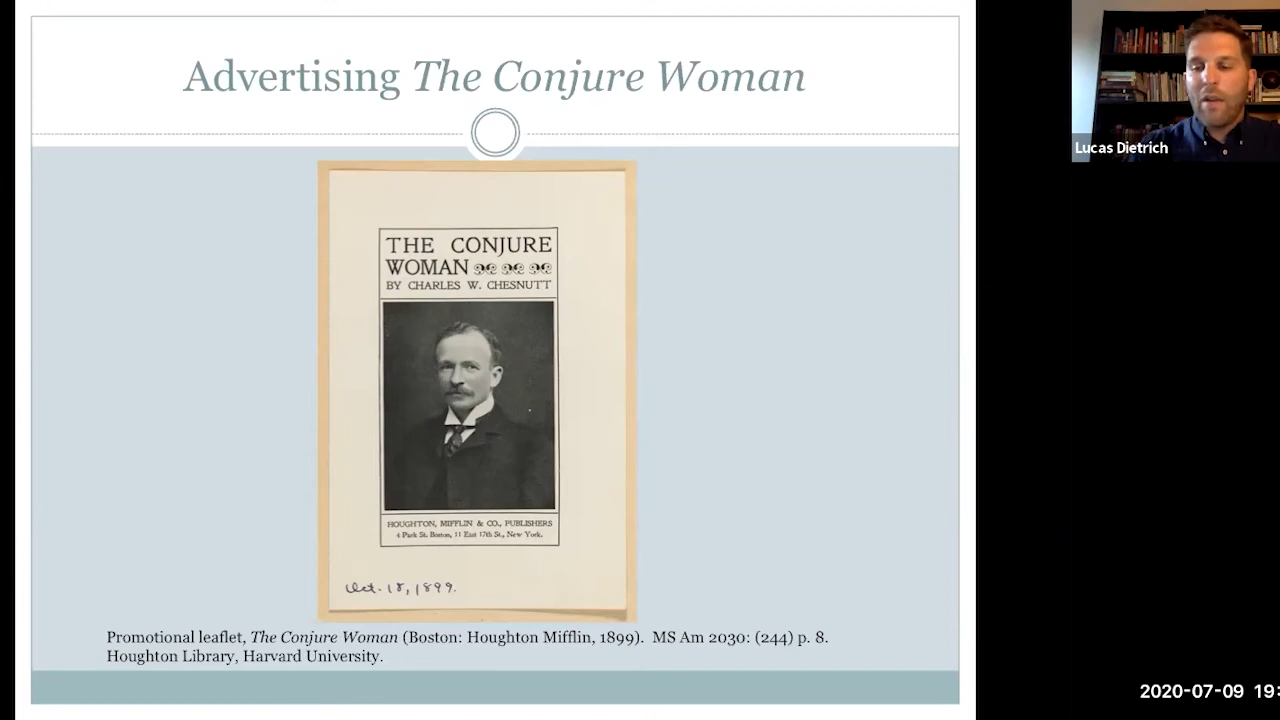 Advertising The Conjure Woman
THE CONJURE
WOMAN
BY CHARLES W. CHESNUTT
HOUGHTON, MIFFLIN & CO., PUBLISHERS
4 Park St. Boston, 11 East 17th St., New York.
Oct. 18, 1899.
Promotional leaflet, The Conjure Woman (Boston: Houghton Mifflin, 1899). MS Am 2030: (244) p. 8.
Houghton Library, Harvard University.
Lucas Dietrich
2020-07-09 19: